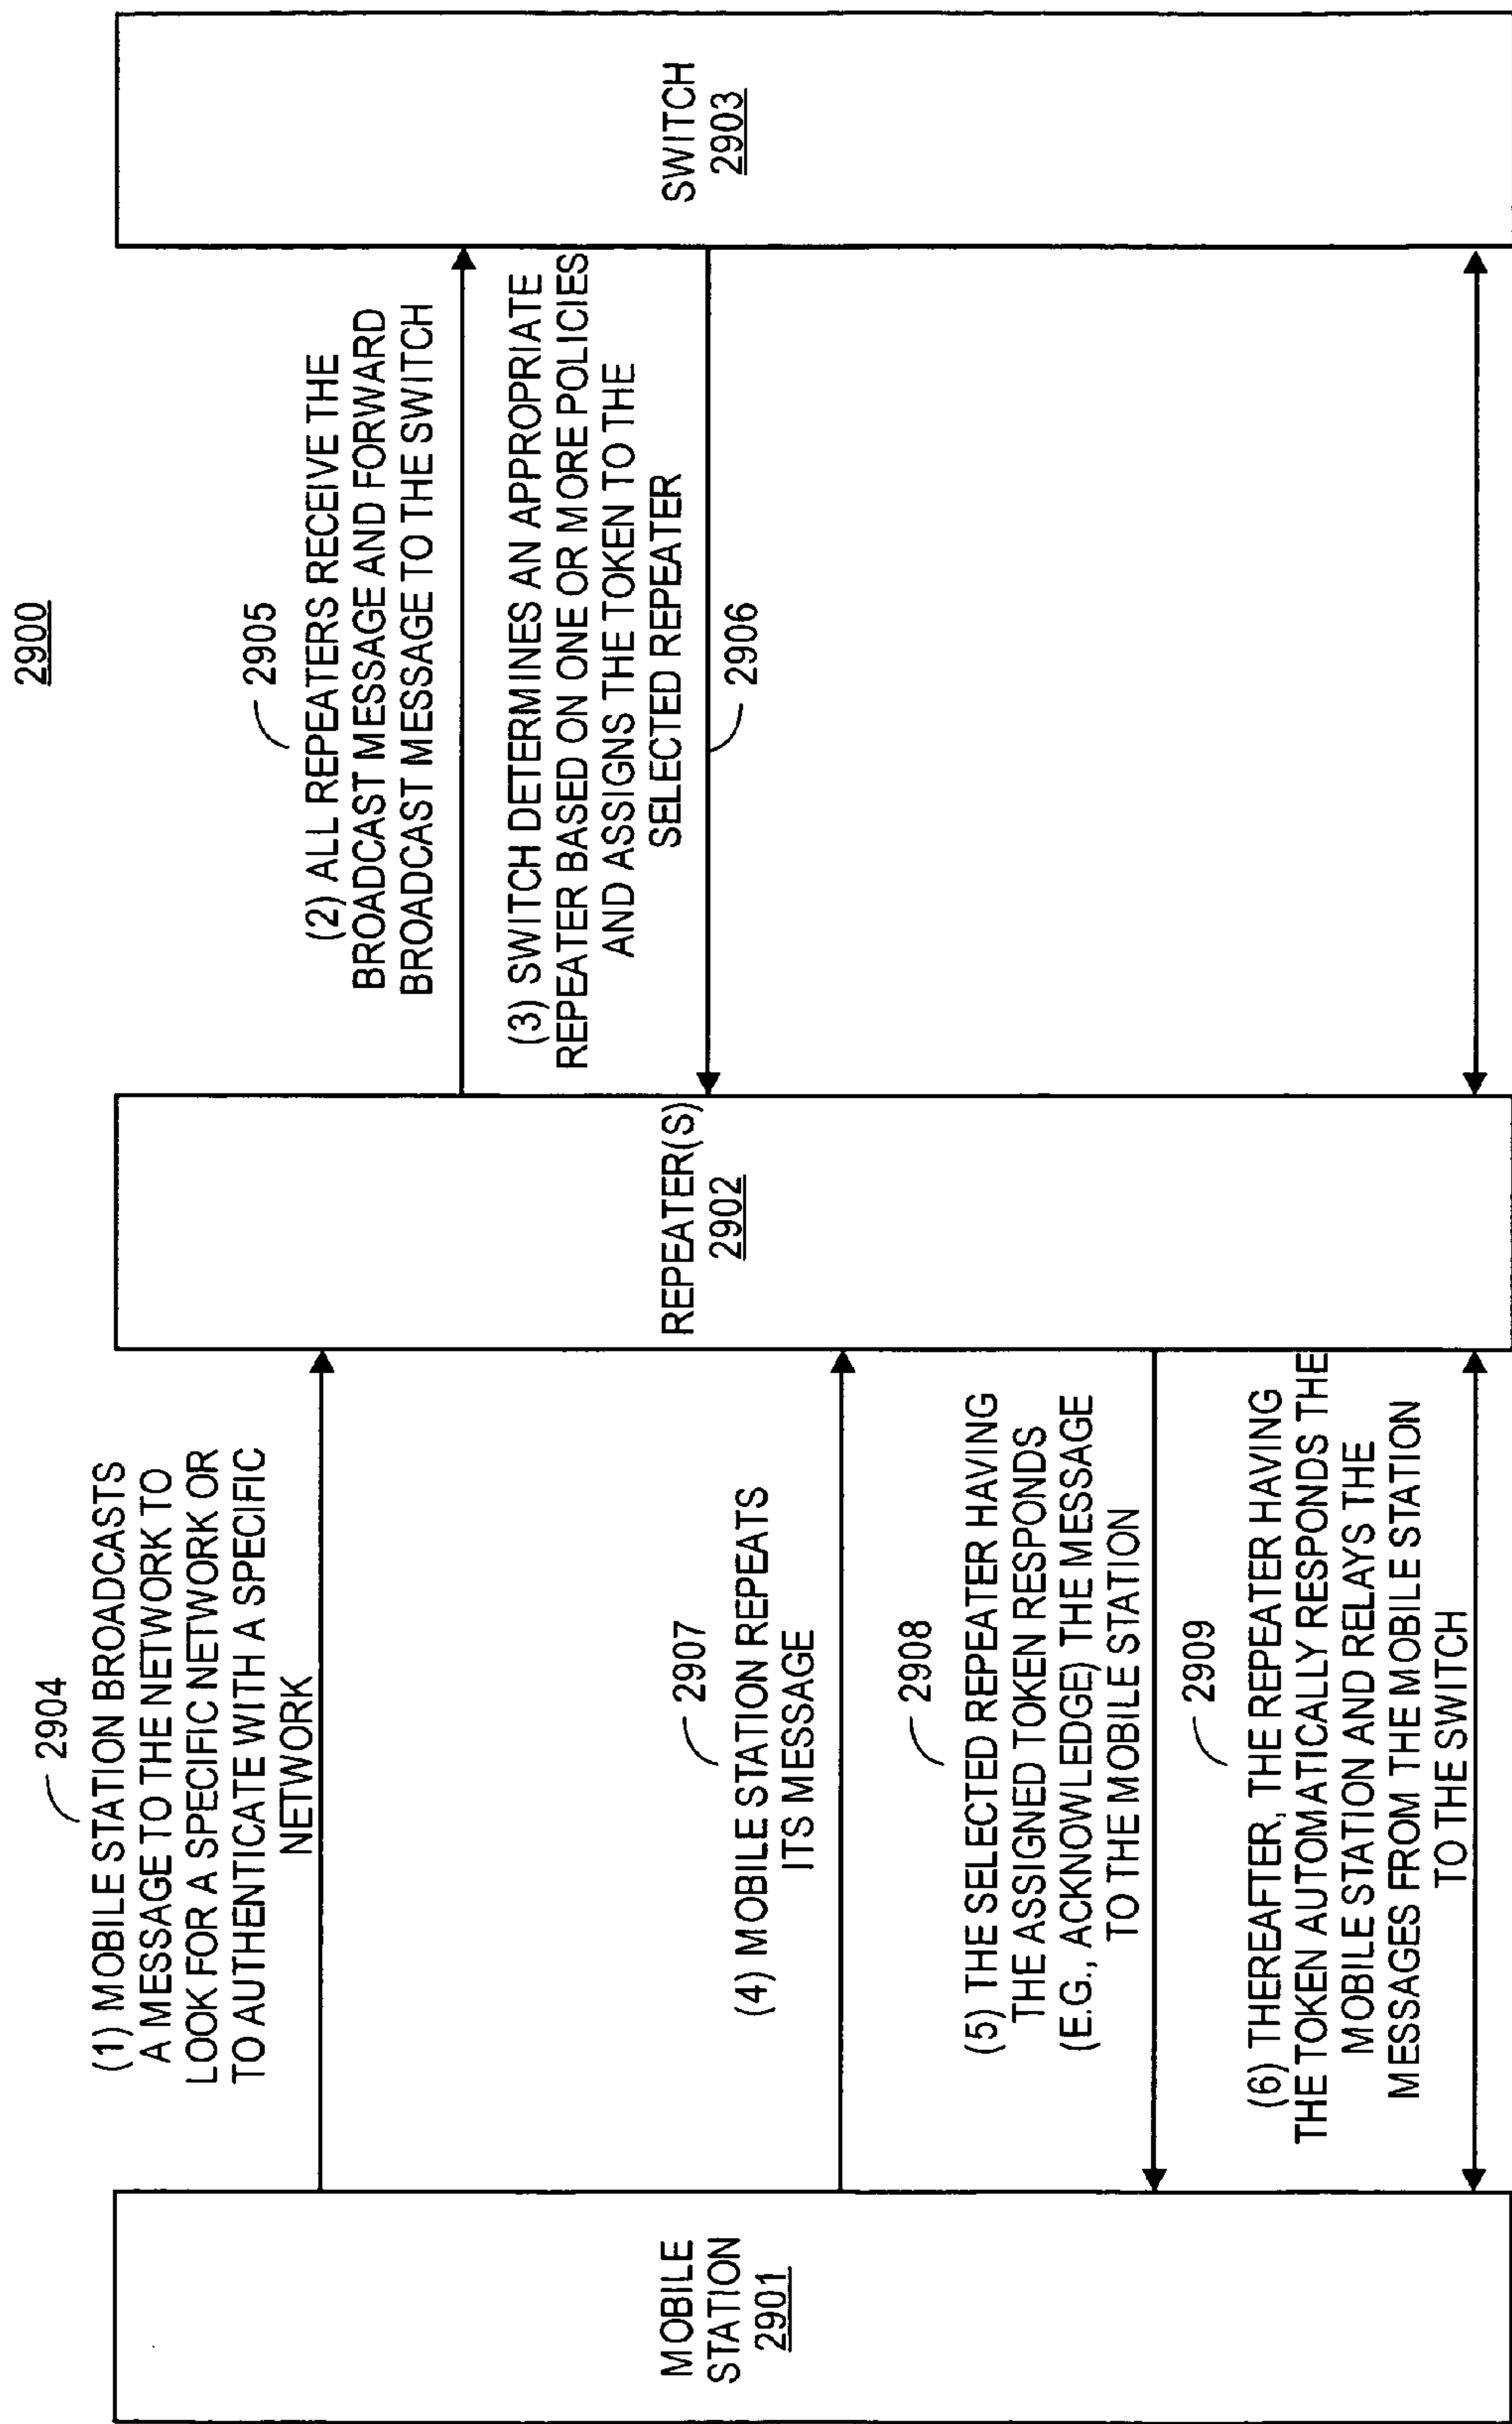 2900
MOBILE
STATION
2901
REPEATER(S)
2902
SWITCH
2903
2904
(1) MOBILE STATION BROADCASTS
A MESSAGE TO THE NETWORK TO
LOOK FOR A SPECIFIC NETWORK OR
TO AUTHENTICATE WITH A SPECIFIC
NETWORK
2905
(2) ALL REPEATERS RECEIVE THE
BROADCAST MESSAGE AND FORWARD
BROADCAST MESSAGE TO THE SWITCH
(3) SWITCH DETERMINES AN APPROPRIATE
REPEATER BASED ON ONE OR MORE POLICIES
AND ASSIGNS THE TOKEN TO THE
SELECTED REPEATER
2906
2907
(4) MOBILE STATION REPEATS
ITS MESSAGE
2908
(5) THE SELECTED REPEATER HAVING
THE ASSIGNED TOKEN RESPONDS
(E.G., ACKNOWLEDGE) THE MESSAGE
TO THE MOBILE STATION
2909
(6) THEREAFTER, THE REPEATER HAVING
THE TOKEN AUTOMATICALLY RESPONDS THE
MOBILE STATION AND RELAYS THE
MESSAGES FROM THE MOBILE STATION
TO THE SWITCH